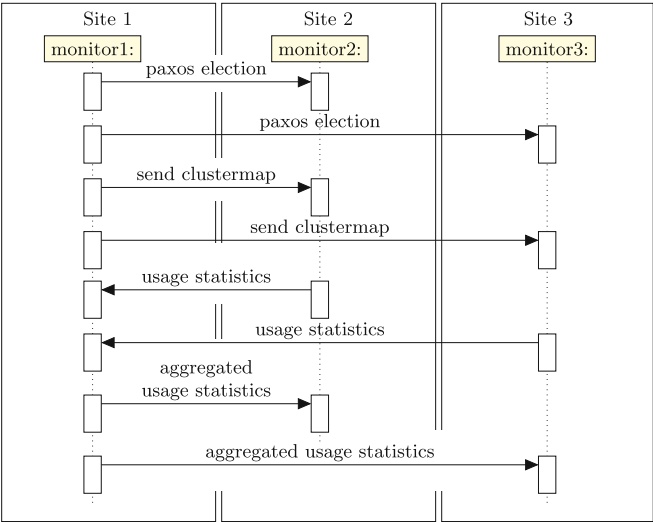 Site 1
Site 2
Site 3
monitor1:
monitor2:
monitor3:
paxos election
paxos election
send clustermap
send clustermap
usage statistics
usage statistics
aggregated
usage statistics
aggregated usage statistics